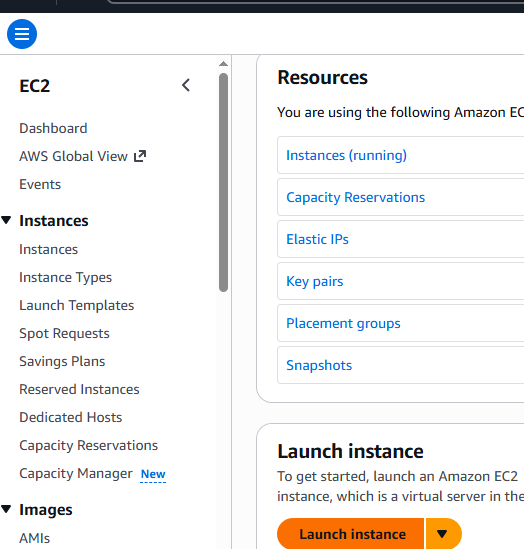 EC2
Dashboard
AWS Global View
Events
Instances
Instances
Instance Types
Launch Templates
Spot Requests
Savings Plans
Reserved Instances
Dedicated Hosts
Capacity Reservations
Capacity Manager New
Images
AMIs
Resources
You are using the following Amazon EC
Instances (running)
Capacity Reservations
Elastic IPs
Key pairs
Placement groups
Snapshots
Launch instance
To get started, launch an Amazon EC2
instance, which is a virtual server in the
Launch instance